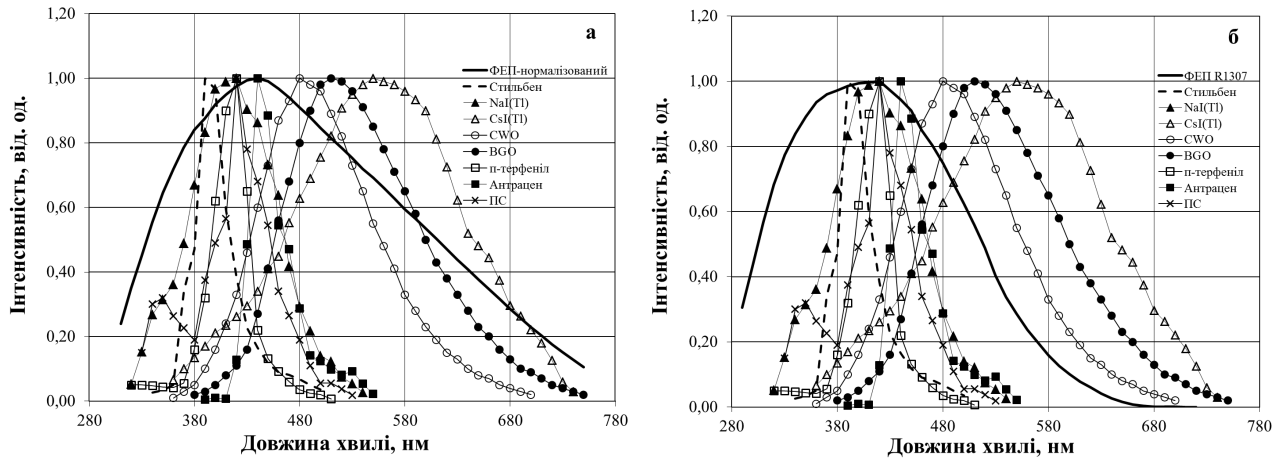 1,20
1,00
0,80
0,60
0,40
0,20
0,00
Інтенсивність, від. од.
280
380
480
580
680
780
Довжина хвилі, нм
а
ФЕП-нормалізований
Стильбен
NaI(Tl)
CsI(Tl)
CWO
BGO
п-терфеніл
Антрацен
ПС
1,20
1,00
0,80
0,60
0,40
0,20
0,00
Інтенсивність, від. од.
280
380
480
580
680
780
Довжина хвилі, нм
б
ФЕП R1307
Стильбен
NaI(Tl)
CsI(Tl)
CWO
BGO
п-терфеніл
Антрацен
ПС